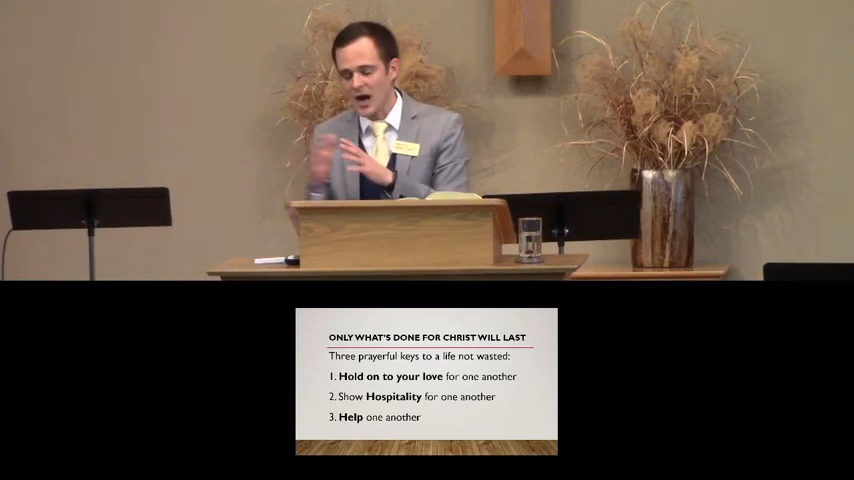 ONLY WHAT'S DONE FOR CHRIST WILL LAST
Three prayerful keys to a life not wasted:
1. Hold on to your love for one another
2. Show Hospitality for one another
3. Help one another